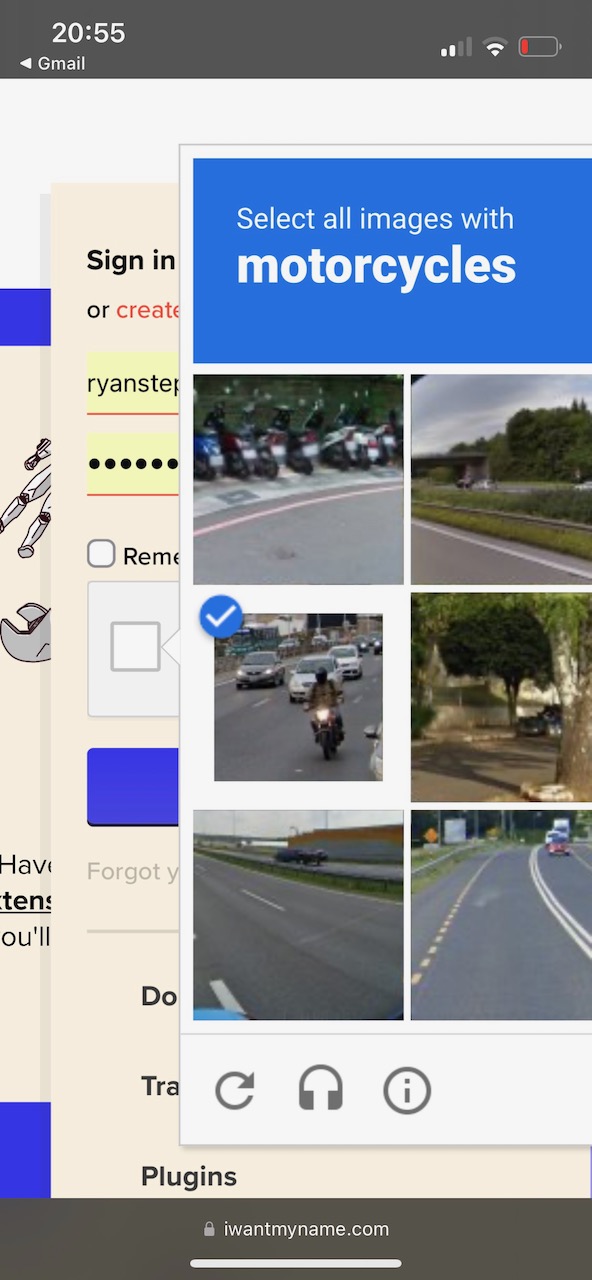 20:55
◀ Gmail
Select all images with
motorcycles
Sign in
or create
ryanstep
Reme
Forgot y
Have
xtens
ou'll
Do
Tra
Plugins
iwantmyname.com